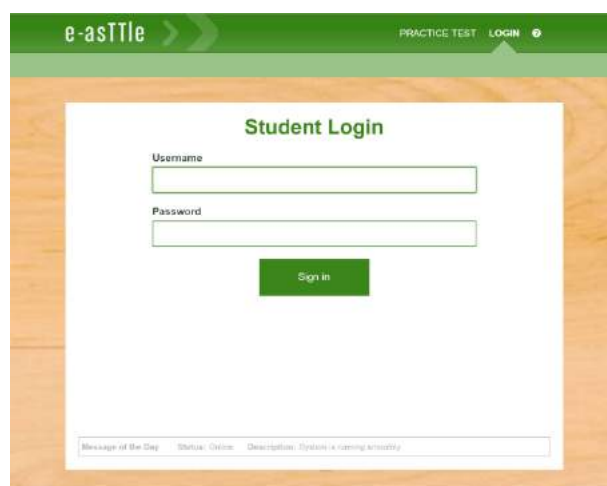 e-asTTle
PRACTICE TEST LOGIN ?
Student Login
Username
Password
Sign in
Message of the Day Status: Online Description: System is running smoothly